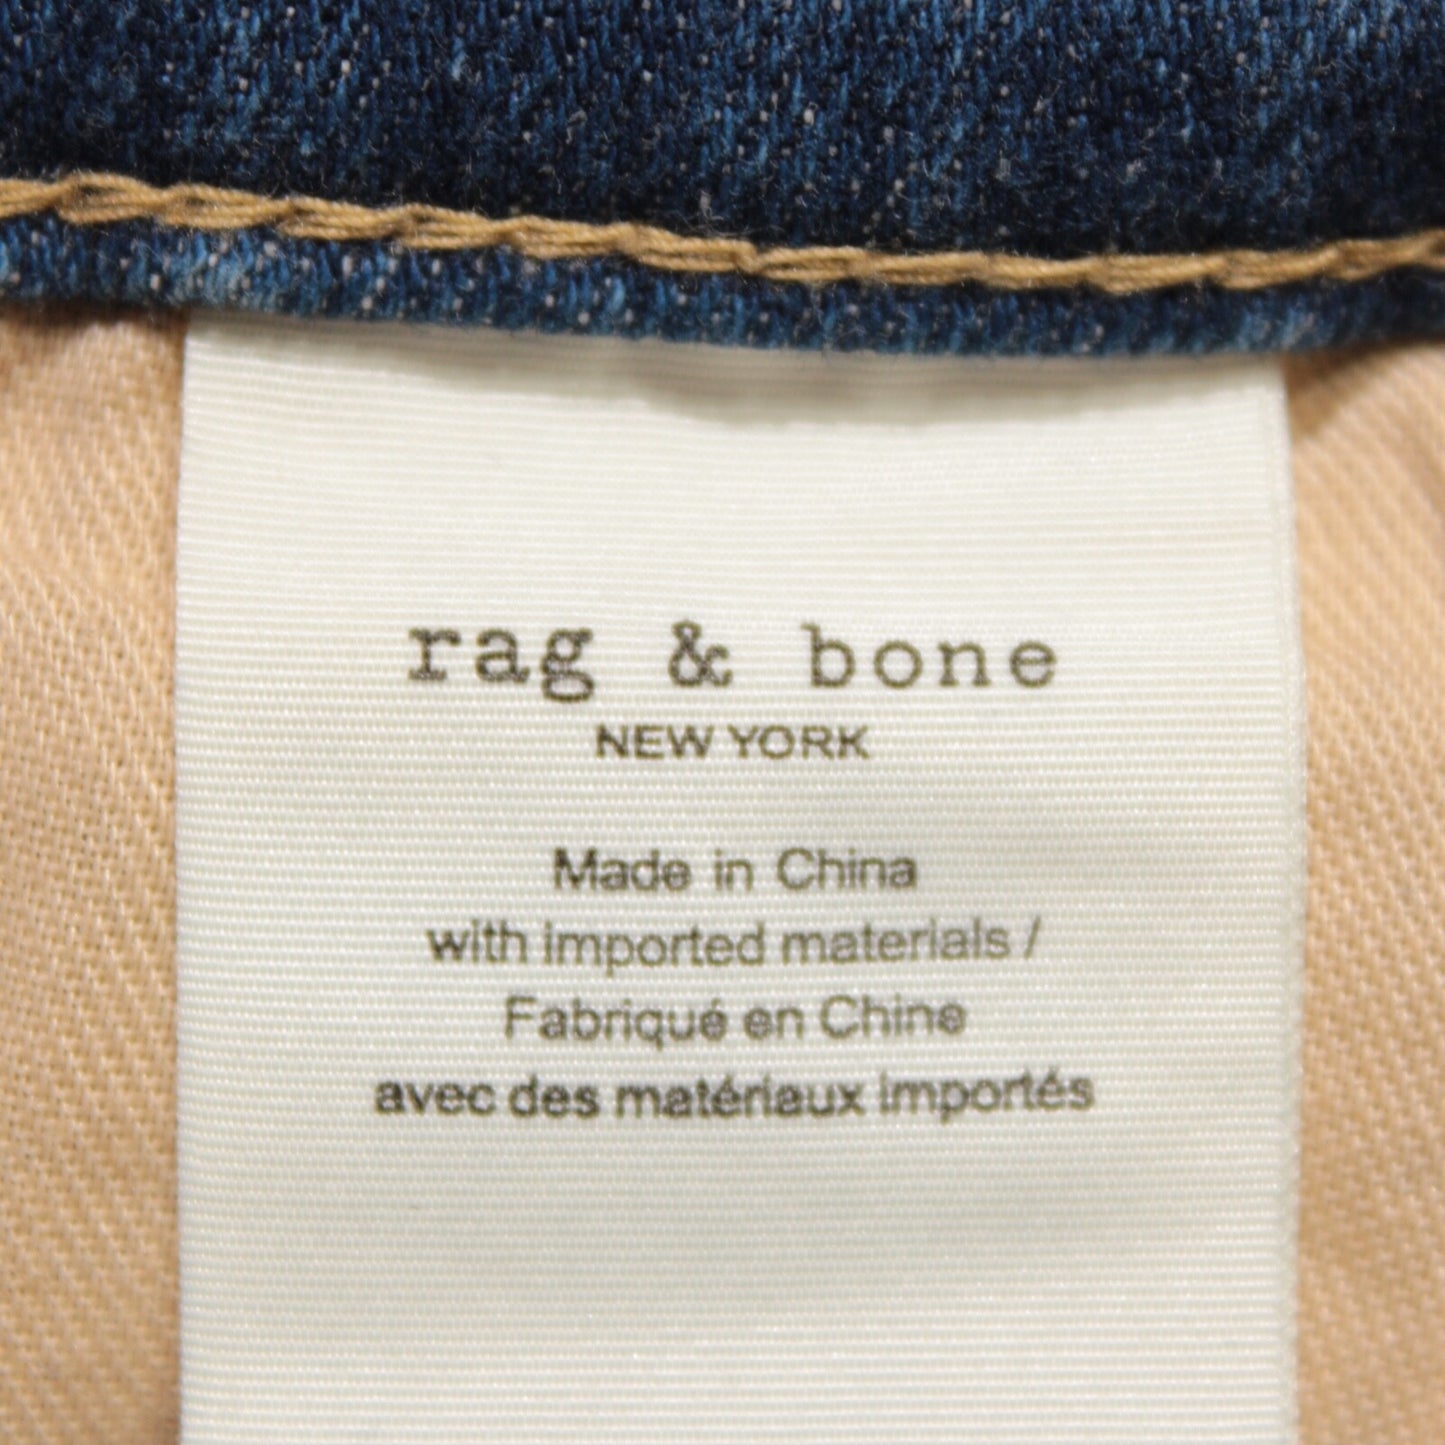 rag & bone
NEW YORK
Made in China
with imported materials /
Fabriqué en Chine
avec des matériaux importés